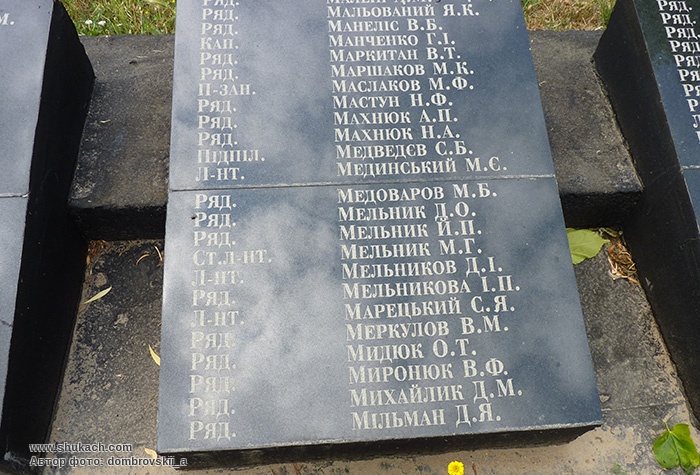 М.
Ряд. МАЛЬОВАНИЙ Я.К.
Ряд. МАНЕЛІС В.Б.
Кап. МАНЧЕНКО Г.І.
Ряд. МАРКИТАН В.Т.
Ряд. МАРШАКОВ М.К.
П-зан. МАСЛАКОВ М.Ф.
Ряд. МАСТУН Н.Ф.
Ряд. МАХНЮК А.П.
Ряд. МАХНЮК Н.А.
Підпіл. МЕДВЕДЄВ С.Б.
Л-нт. МЕДИНСЬКИЙ М.Є.
Ряд. МЕДОВАРОВ М.Б.
Ряд. МЕЛЬНИК Д.О.
Ряд. МЕЛЬНИК Й.П.
Ст.л-нт. МЕЛЬНИК М.Г.
Л-нт. МЕЛЬНИКОВ Д.І.
Ряд. МЕЛЬНИКОВА І.П.
Л-нт. МАРЕЦЬКИЙ С.Я.
Ряд. МЕРКУЛОВ В.М.
Ряд. МИДЮК О.Т.
Ряд. МИРОНЮК В.Ф.
Ряд. МИХАЙЛИК Д.М.
Ряд. МІЛЬМАН Д.Я.
www.shukach.com
Автор фото: dombrovskii_a